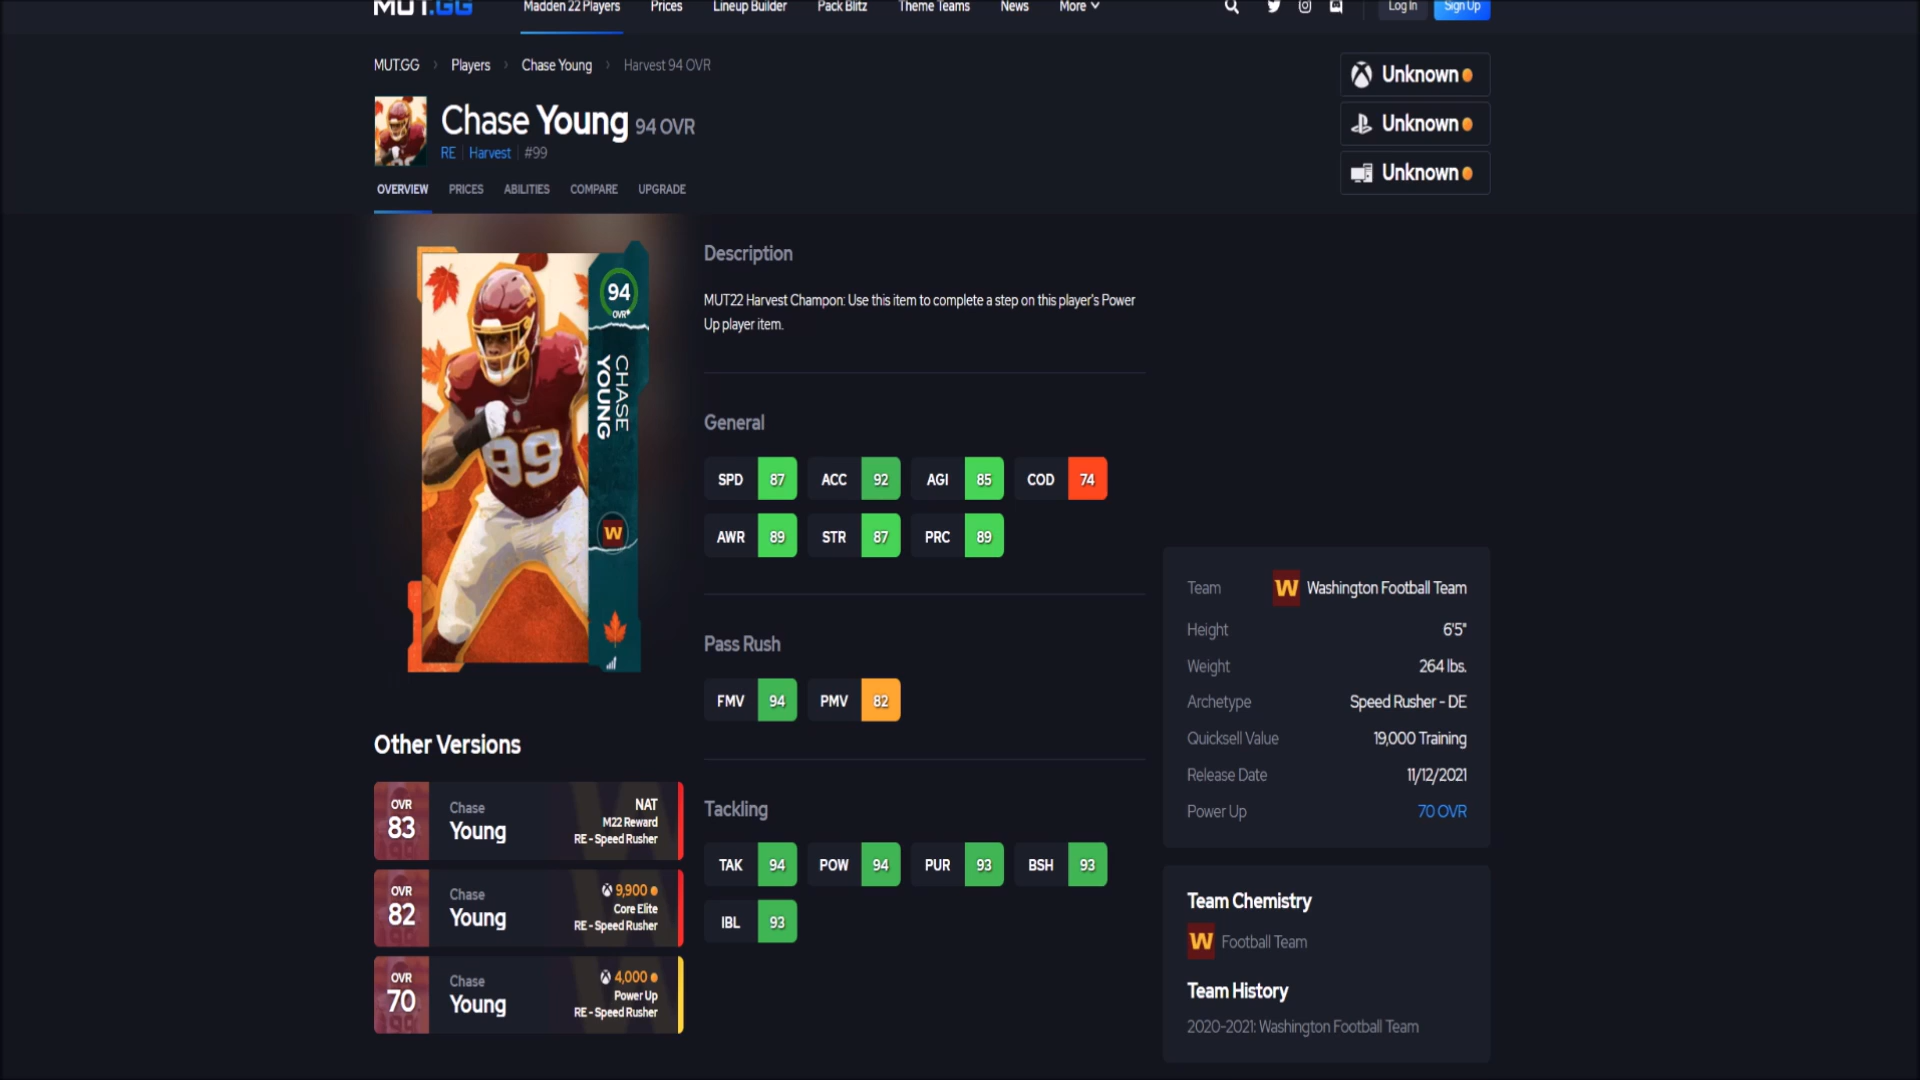 MUT.GG
Madden 22 Players
Prices
Lineup Builder
Pack Blitz
Theme Teams
News
More
Log In
Sign Up
MUT.GG > Players > Chase Young > Harvest 94 OVR
Chase Young 94 OVR
RE | Harvest | #99
Unknown
Unknown
Unknown
OVERVIEW
PRICES
ABILITIES
COMPARE
UPGRADE
94
OVR*
CHASE
YOUNG
99
W
Description
MUT22 Harvest Champon: Use this item to complete a step on this player's Power
Up player item.
General
SPD 87 ACC 92 AGI 85 COD 74
AWR 89 STR 87 PRC 89
Pass Rush
FMV 94 PMV 82
Tackling
TAK 94 POW 94 PUR 93 BSH 93
IBL 93
Other Versions
OVR
83
Chase
Young
NAT
M22 Reward
RE - Speed Rusher
OVR
82
Chase
Young
9,900
Core Elite
RE - Speed Rusher
OVR
70
Chase
Young
4,000
Power Up
RE - Speed Rusher
Team W Washington Football Team
Height 6'5"
Weight 264 lbs.
Archetype Speed Rusher - DE
Quicksell Value 19,000 Training
Release Date 11/12/2021
Power Up 70 OVR
Team Chemistry
W Football Team
Team History
2020-2021: Washington Football Team